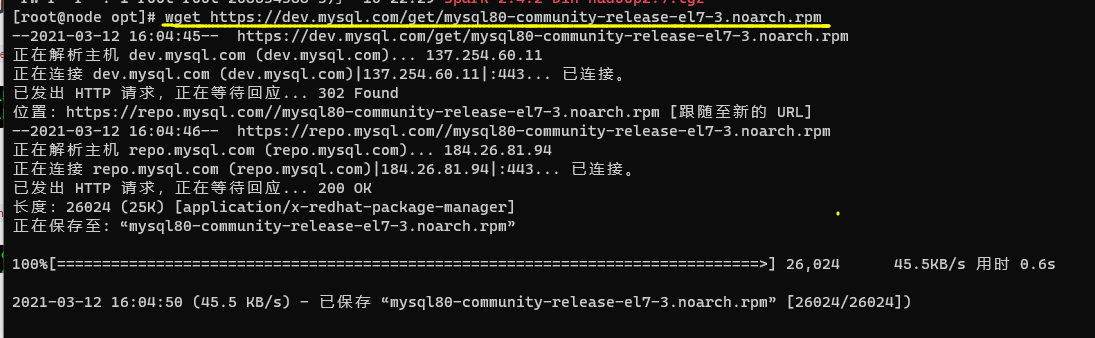 [root@node opt]# wget https://dev.mysql.com/get/mysql80-community-release-el7-3.noarch.rpm
--2021-03-12 16:04:45--  https://dev.mysql.com/get/mysql80-community-release-el7-3.noarch.rpm
正在解析主机 dev.mysql.com (dev.mysql.com)... 137.254.60.11
正在连接 dev.mysql.com (dev.mysql.com)|137.254.60.11|:443... 已连接。
已发出 HTTP 请求，正在等待回应... 302 Found
位置：https://repo.mysql.com//mysql80-community-release-el7-3.noarch.rpm [跟随至新的 URL]
--2021-03-12 16:04:46--  https://repo.mysql.com//mysql80-community-release-el7-3.noarch.rpm
正在解析主机 repo.mysql.com (repo.mysql.com)... 184.26.81.94
正在连接 repo.mysql.com (repo.mysql.com)|184.26.81.94|:443... 已连接。
已发出 HTTP 请求，正在等待回应... 200 OK
长度：26024 (25K) [application/x-redhat-package-manager]
正在保存至: “mysql80-community-release-el7-3.noarch.rpm”
100%[==============================================================================>] 26,024      45.5KB/s 用时 0.6s
2021-03-12 16:04:50 (45.5 KB/s) - 已保存 “mysql80-community-release-el7-3.noarch.rpm” [26024/26024])